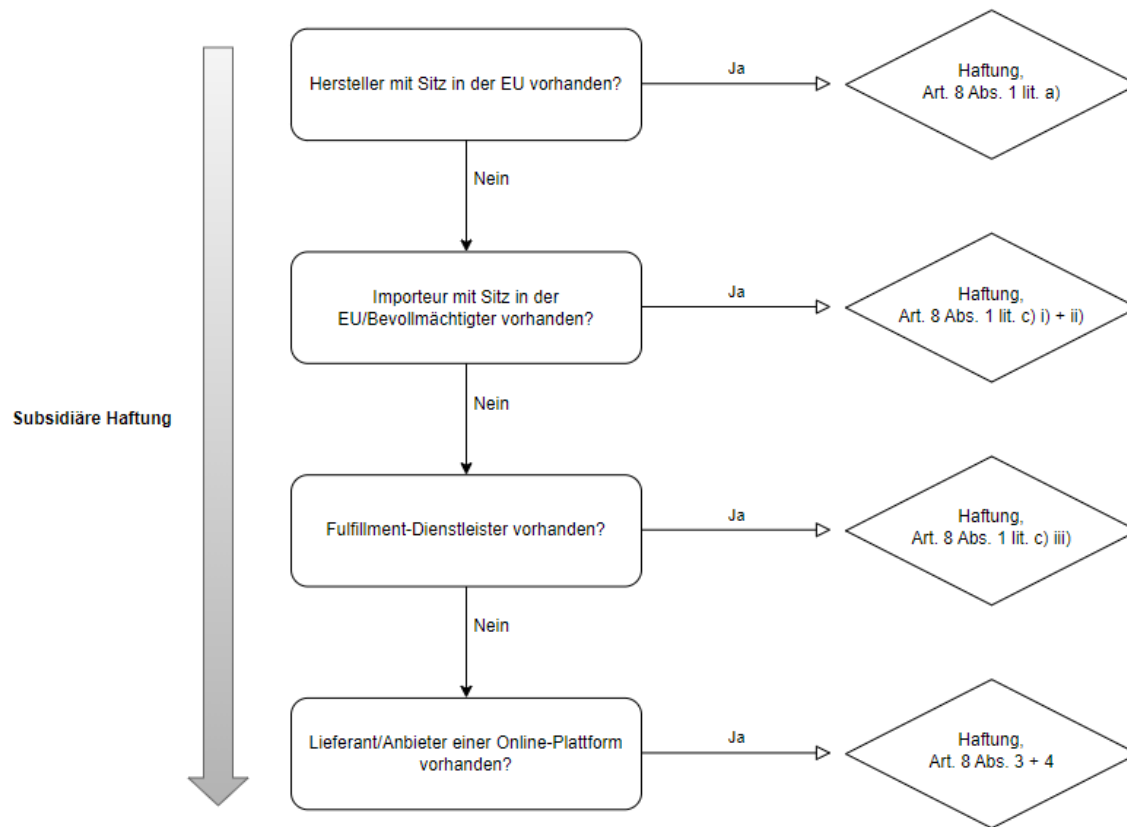 Hersteller mit Sitz in der EU vorhanden?
Ja
Haftung,
Art. 8 Abs. 1 lit. a)
Nein
Importeur mit Sitz in der
EU/Bevollmächtigter vorhanden?
Ja
Haftung,
Art. 8 Abs. 1 lit. c) i) + ii)
Nein
Subsidiäre Haftung
Fulfillment-Dienstleister vorhanden?
Ja
Haftung,
Art. 8 Abs. 1 lit. c) iii)
Nein
Lieferant/Anbieter einer Online-Plattform
vorhanden?
Ja
Haftung,
Art. 8 Abs. 3 + 4